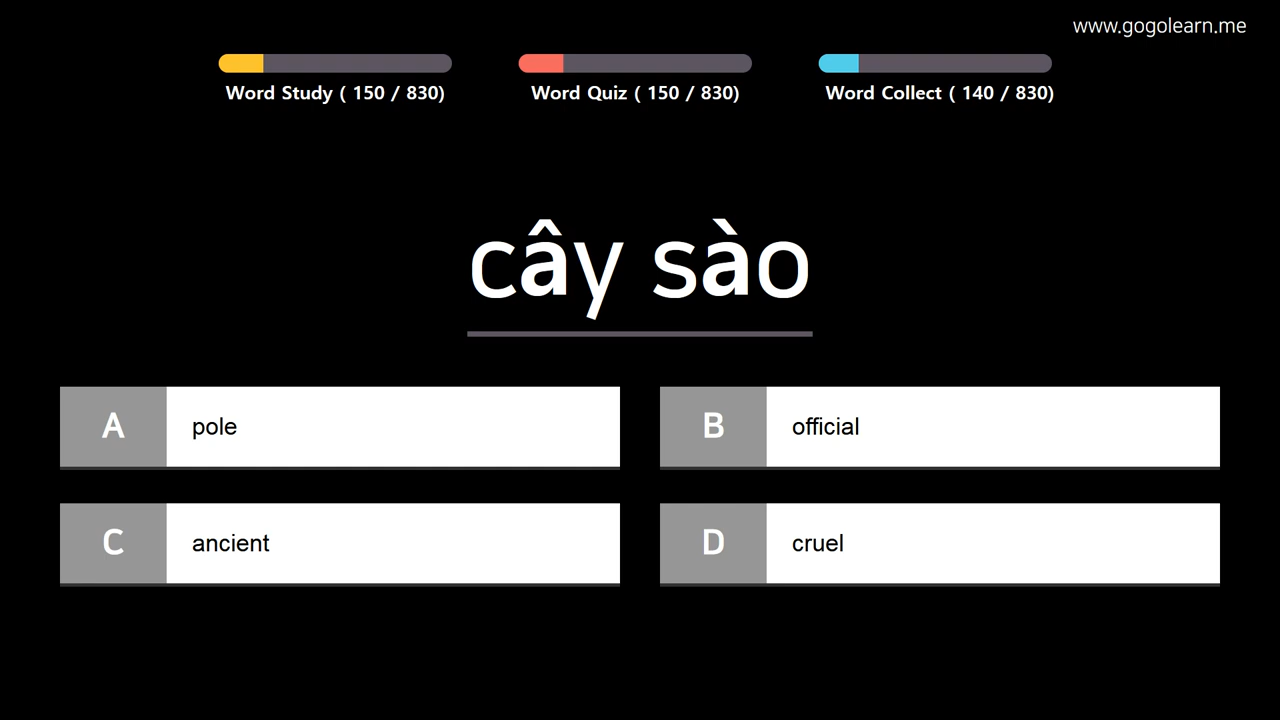 www.gogolearn.me
Word Study ( 150 / 830)
Word Quiz ( 150 / 830)
Word Collect ( 140 / 830)
cây sào
A pole
B official
C ancient
D cruel